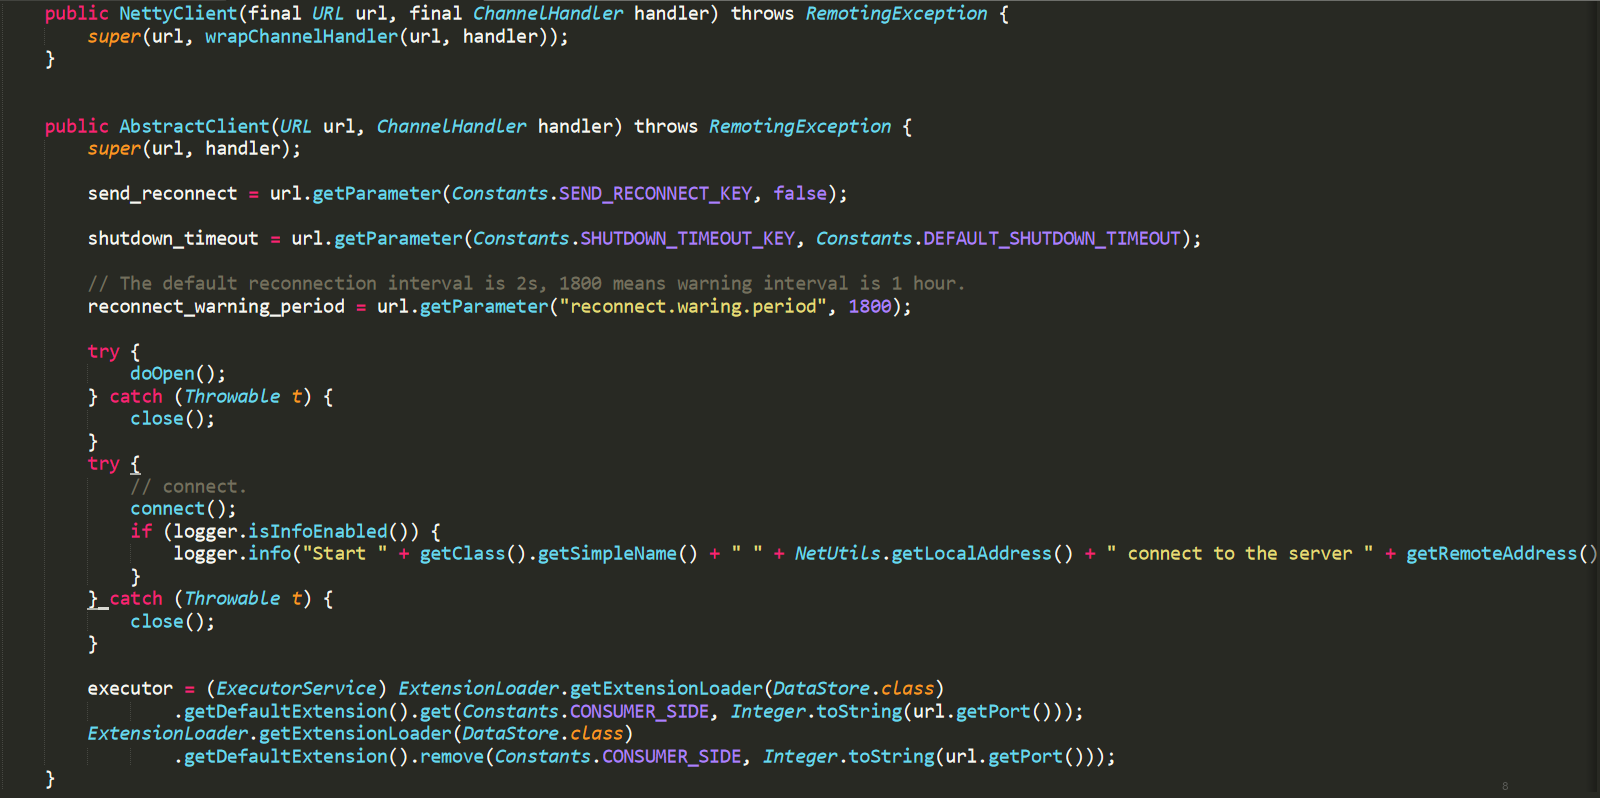 public NettyClient(final URL url, final ChannelHandler handler) throws RemotingException {
super(url, wrapChannelHandler(url, handler));
}
public AbstractClient(URL url, ChannelHandler handler) throws RemotingException {
super(url, handler);
send_reconnect = url.getParameter(Constants.SEND_RECONNECT_KEY, false);
shutdown_timeout = url.getParameter(Constants.SHUTDOWN_TIMEOUT_KEY, Constants.DEFAULT_SHUTDOWN_TIMEOUT);
// The default reconnection interval is 2s, 1800 means warning interval is 1 hour.
reconnect_warning_period = url.getParameter("reconnect.waring.period", 1800);
try {
doOpen();
} catch (Throwable t) {
close();
}
try {
// connect.
connect();
if (logger.isInfoEnabled()) {
logger.info("Start " + getClass().getSimpleName() + " " + NetUtils.getLocalAddress() + " connect to the server " + getRemoteAddress()
}
} catch (Throwable t) {
close();
}
executor = (ExecutorService) ExtensionLoader.getExtensionLoader(DataStore.class)
.getDefaultExtension().get(Constants.CONSUMER_SIDE, Integer.toString(url.getPort()));
ExtensionLoader.getExtensionLoader(DataStore.class)
.getDefaultExtension().remove(Constants.CONSUMER_SIDE, Integer.toString(url.getPort()));
}
8